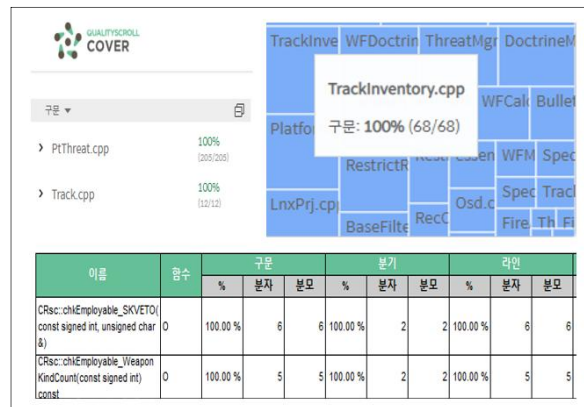 QUALITYSCROLL
COVER
구문
PtThreat.cpp
100%
(205/205)
Track.cpp
100%
(12/12)
TrackInve WFDoctrin ThreatMgr DoctrineM
TrackInventory.cpp
구문: 100% (68/68)
WFCalc Bullet
Platfo
RestrictR
WFM Spec
LnxPrj.cp
Osd.c
Spec Track
BaseFilte RecC
Fire Th Fi
이름 함수 구문 분기 라인
% 분자 분모 % 분자 분모 % 분자 분모
CRsc::chkEmployable_SKVETO(
const signed int, unsigned char
&)
O 100.00 % 6 6 100.00 % 2 2 100.00 % 6 6
CRsc::chkEmployable_Weapon
KindCount(const signed int)
const
O 100.00 % 5 5 100.00 % 2 2 100.00 % 5 5